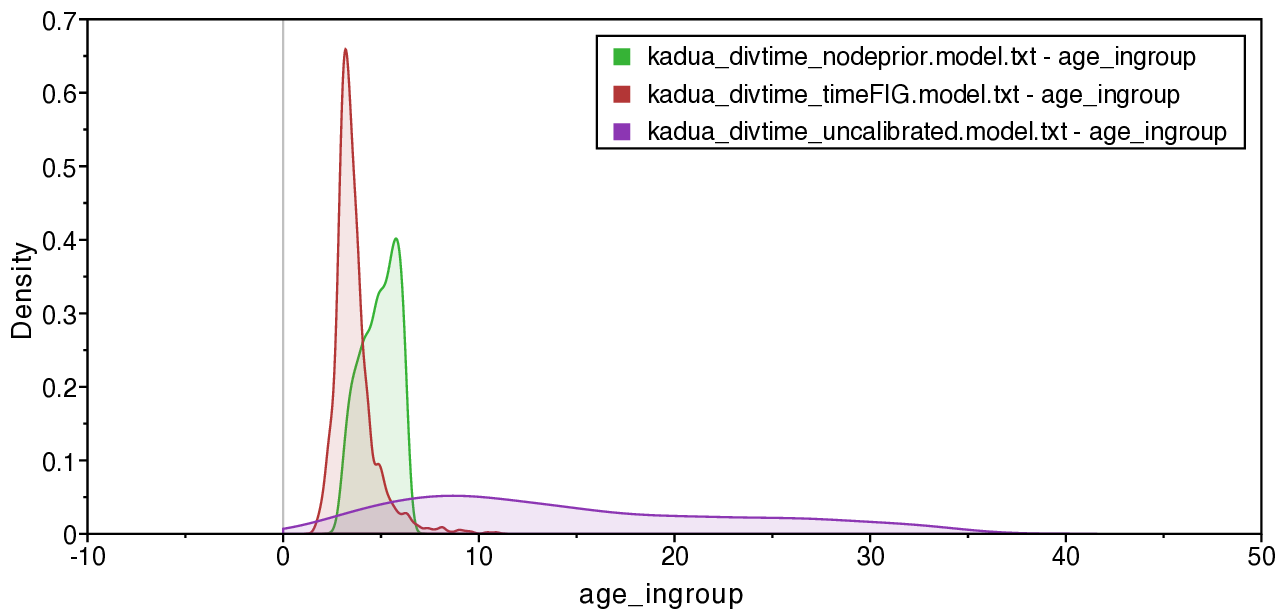 0.7
0.6
0.5
0.4
0.3
0.2
0.1
0
Density
kadua_divtime_nodeprior.model.txt - age_ingroup
kadua_divtime_timeFIG.model.txt - age_ingroup
kadua_divtime_uncalibrated.model.txt - age_ingroup
-10 0 10 20 30 40 50
age_ingroup